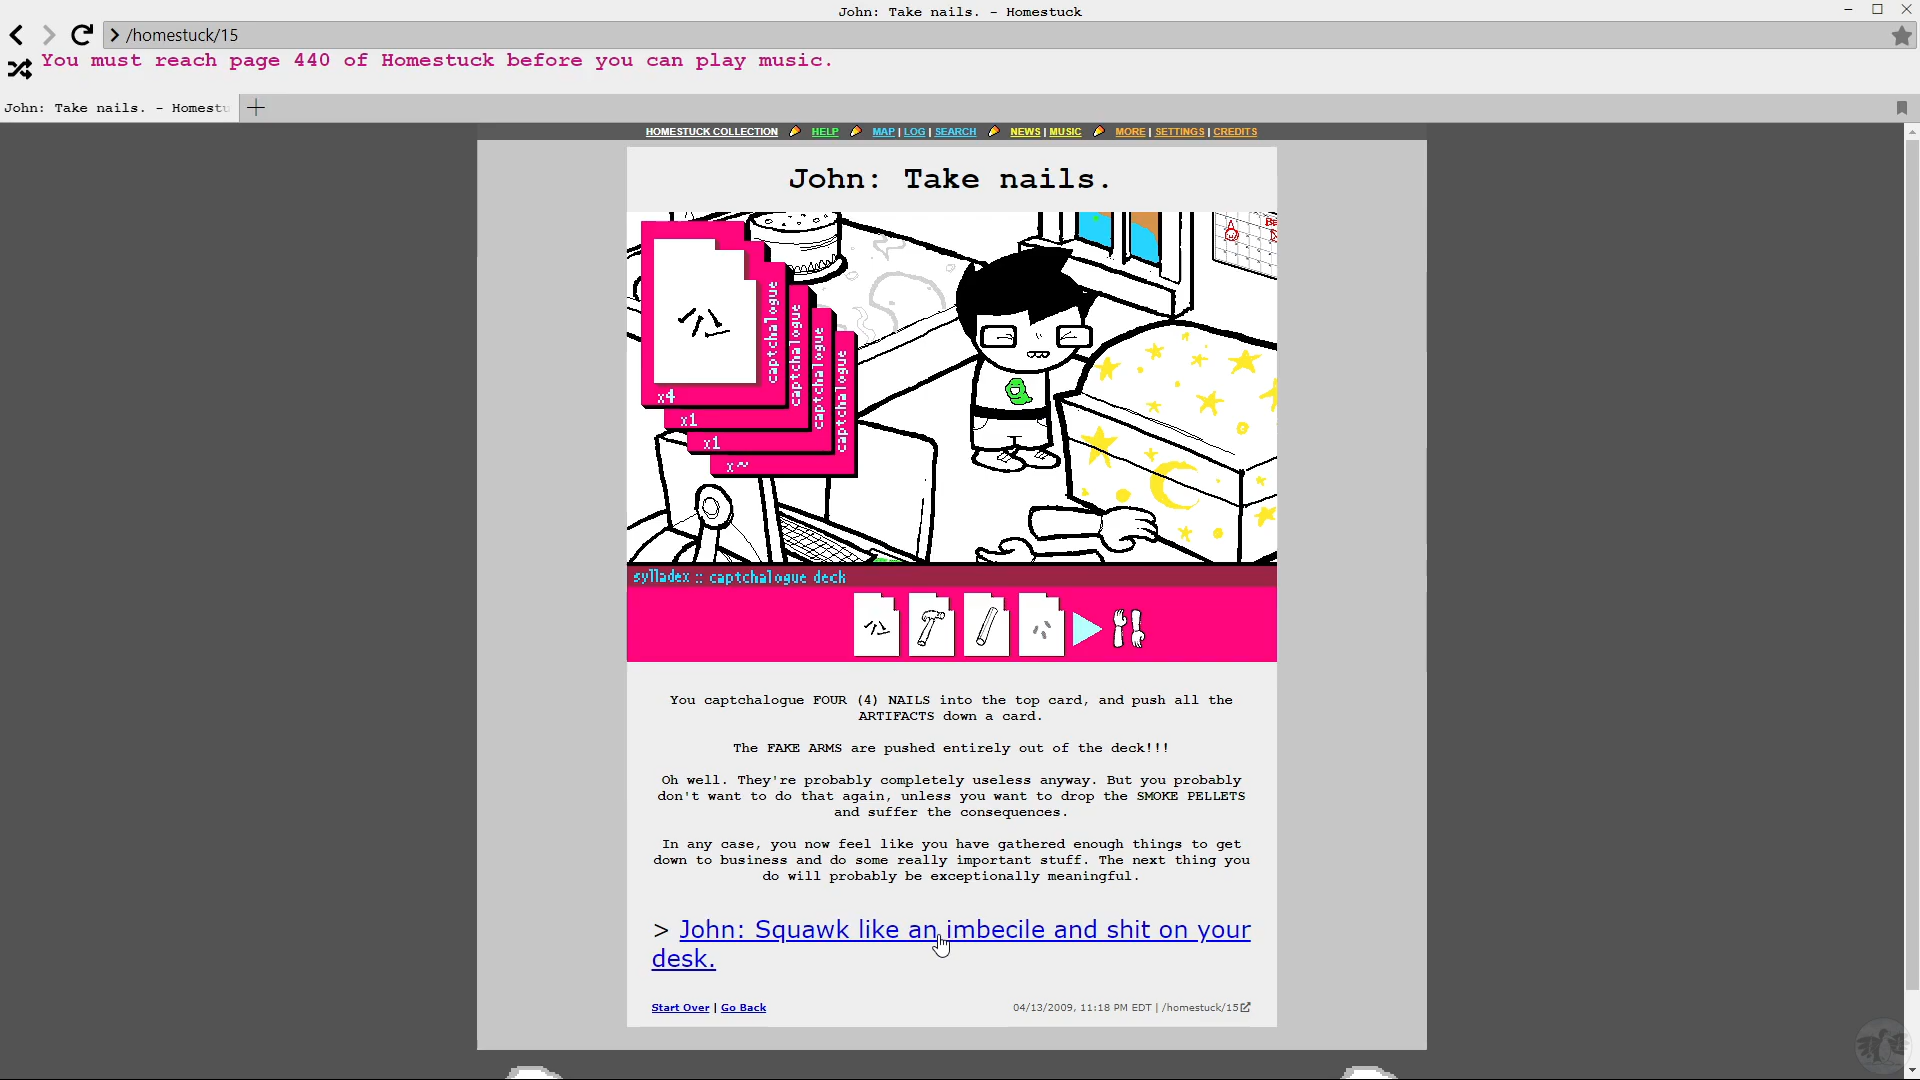 John: Take nails. - Homestuck
/homestuck/15
You must reach page 440 of Homestuck before you can play music.
John: Take nails. - Homestu
HOMESTUCK COLLECTION HELP MAP | LOG | SEARCH NEWS | MUSIC MORE | SETTINGS | CREDITS
John: Take nails.
captchalogue
captchalogue
captchalogue
captchalogue
x4
x1
x1
x~
sylladex :: captchalogue deck
You captchalogue FOUR (4) NAILS into the top card, and push all the
ARTIFACTS down a card.
The FAKE ARMS are pushed entirely out of the deck!!!
Oh well. They're probably completely useless anyway. But you probably
don't want to do that again, unless you want to drop the SMOKE PELLETS
and suffer the consequences.
In any case, you now feel like you have gathered enough things to get
down to business and do some really important stuff. The next thing you
do will probably be exceptionally meaningful.
> John: Squawk like an imbecile and shit on your
desk.
Start Over | Go Back
04/13/2009, 11:18 PM EDT | /homestuck/15